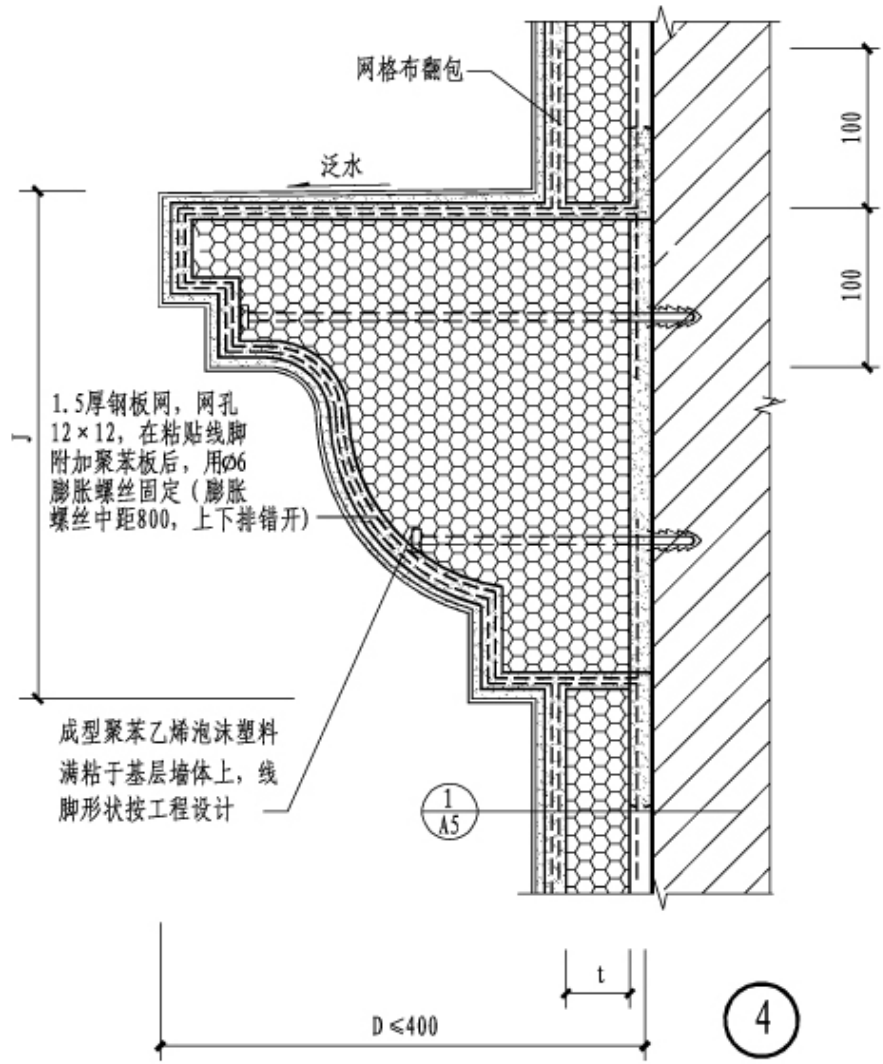 网格布翻包
泛水
100
100
J
1.5厚钢板网，网孔
12×12，在粘贴线脚
附加聚苯板后，用Ø6
膨胀螺丝固定（膨胀
螺丝中距800，上下排错开）
成型聚苯乙烯泡沫塑料
满粘于基层墙体上，线
脚形状按工程设计
1
A5
t
D≤400
4